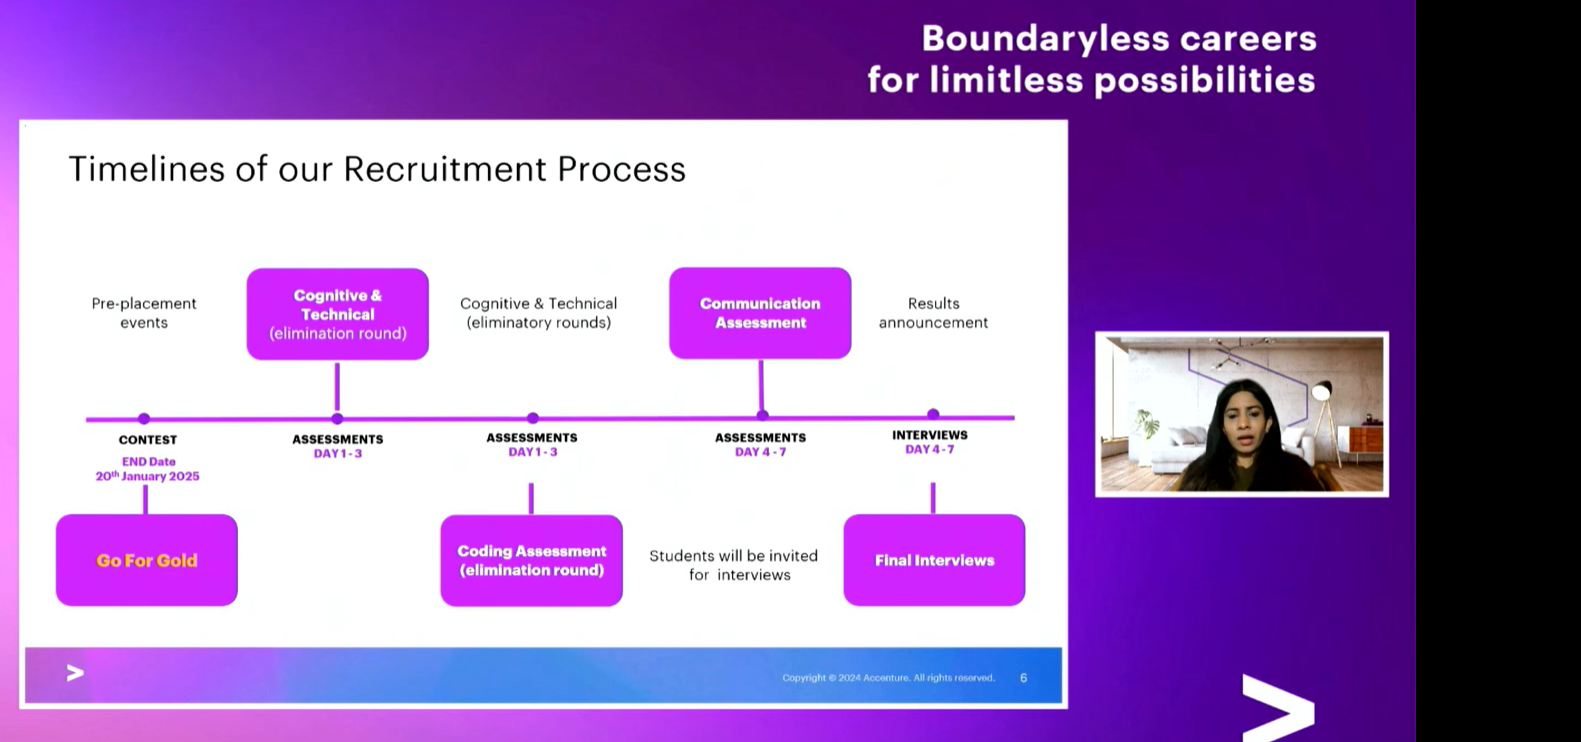 Boundaryless careers
for limitless possibilities
Timelines of our Recruitment Process
Pre-placement
events
Cognitive &
Technical
(elimination round)
Cognitive & Technical
(eliminatory rounds)
Communication
Assessment
Results
announcement
CONTEST
END Date
20th January 2025
ASSESSMENTS
DAY 1 - 3
ASSESSMENTS
DAY 1 - 3
ASSESSMENTS
DAY 4 - 7
INTERVIEWS
DAY 4 - 7
Go For Gold
Coding Assessment
(elimination round)
Students will be invited
for interviews
Final Interviews
Copyright © 2024 Accenture. All rights reserved.
6